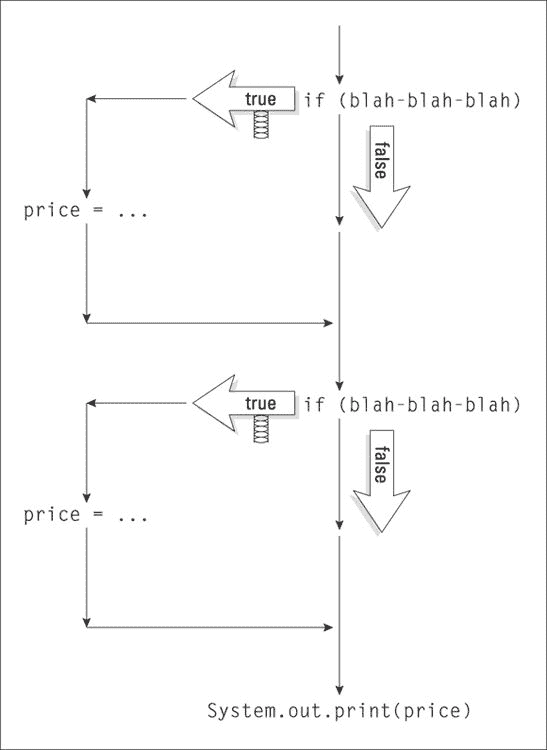 true if (blah-blah-blah)
false
price = ...
true if (blah-blah-blah)
false
price = ...
System.out.print(price)